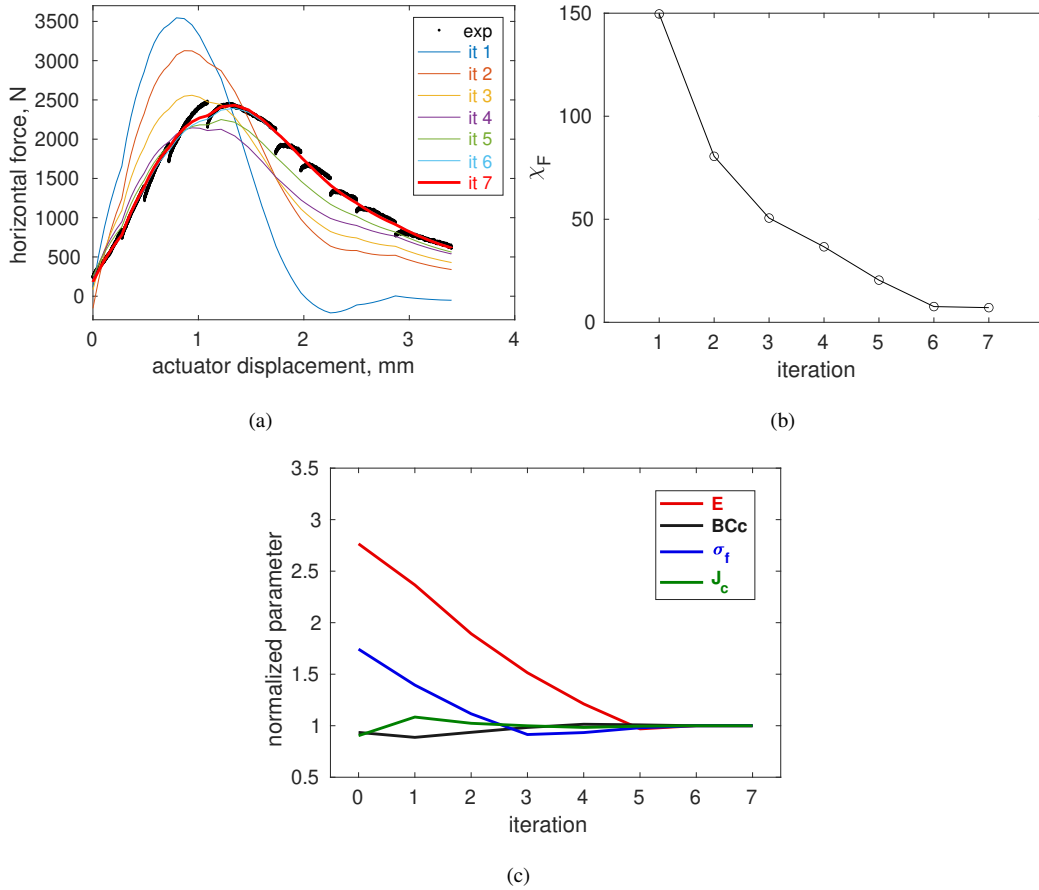 3500
3000
2500
2000
1500
1000
500
0
horizontal force, N
0 1 2 3 4
actuator displacement, mm
exp
it 1
it 2
it 3
it 4
it 5
it 6
it 7
(a)
150
100
50
0
χF
1 2 3 4 5 6 7
iteration
(b)
3.5
3
2.5
2
1.5
1
0.5
normalized parameter
0 1 2 3 4 5 6 7
iteration
E
BCc
σf
Jc
(c)